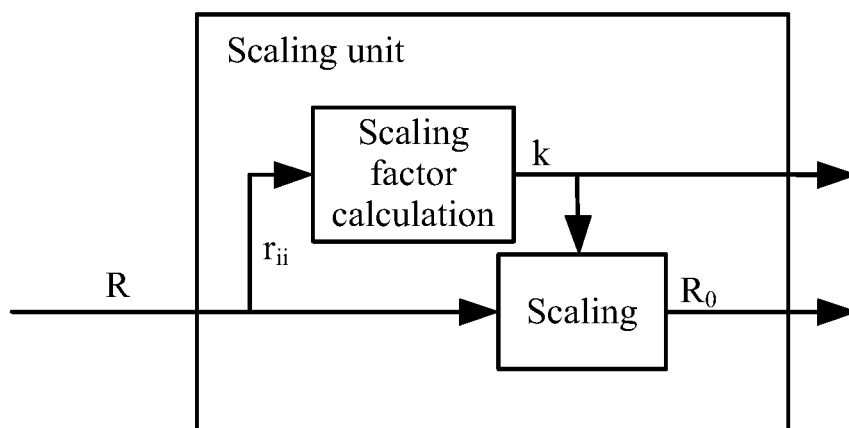 Scaling unit
Scaling
factor
calculation
k
r_ii
R
Scaling
R_0